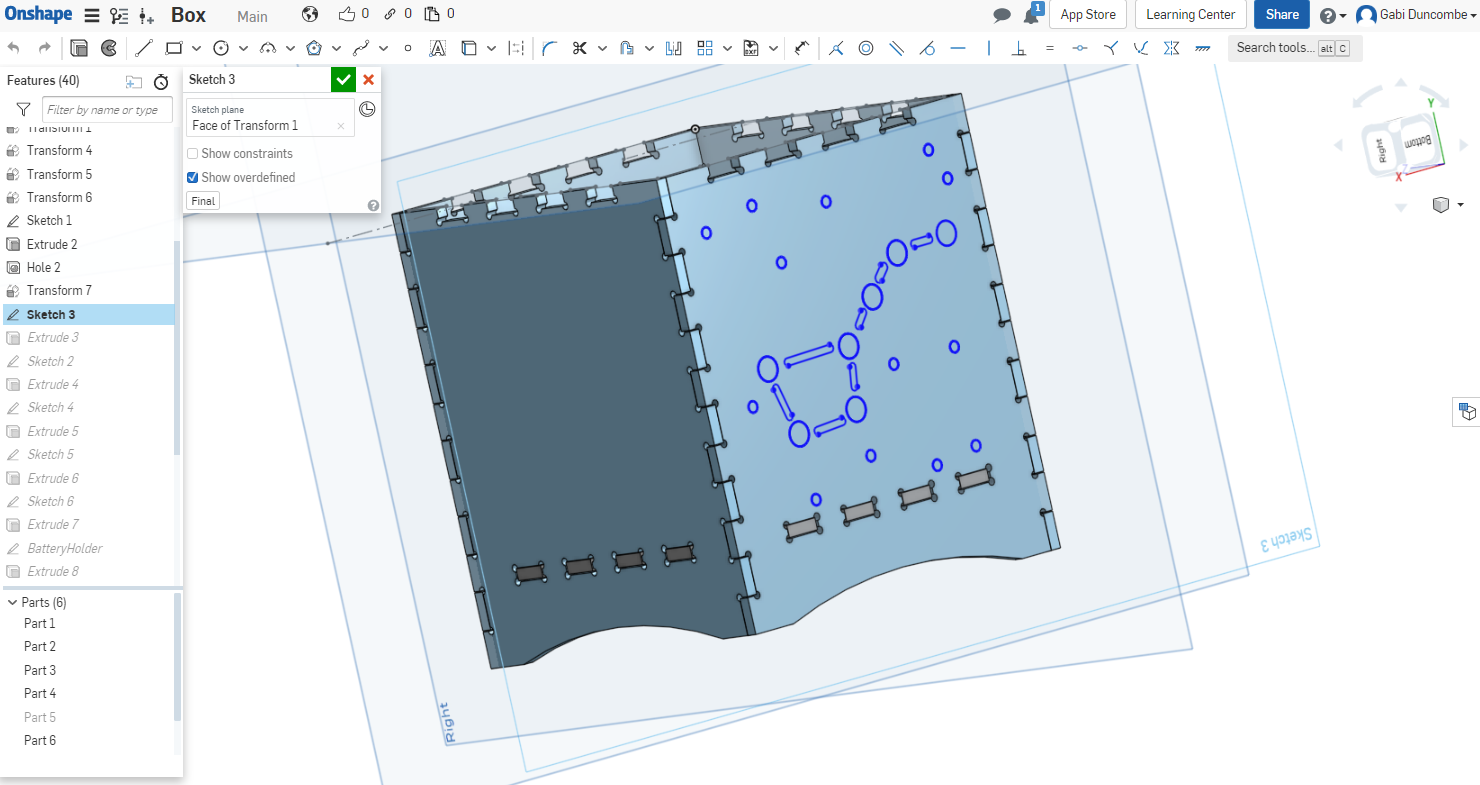 Onshape Box Main 0 0 0 1 App Store Learning Center Share Gabi Duncombe
Search tools... alt C
Features (40)
Filter by name or type
Transform 1
Transform 4
Transform 5
Transform 6
Sketch 1
Extrude 2
Hole 2
Transform 7
Sketch 3
Extrude 3
Sketch 2
Extrude 4
Sketch 4
Extrude 5
Sketch 5
Extrude 6
Sketch 6
Extrude 7
BatteryHolder
Extrude 8
Parts (6)
Part 1
Part 2
Part 3
Part 4
Part 5
Part 6
Sketch 3
Sketch plane
Face of Transform 1
Show constraints
Show overdefined
Final
Right
Sketch 3
Y
Right
Bottom
Z
X